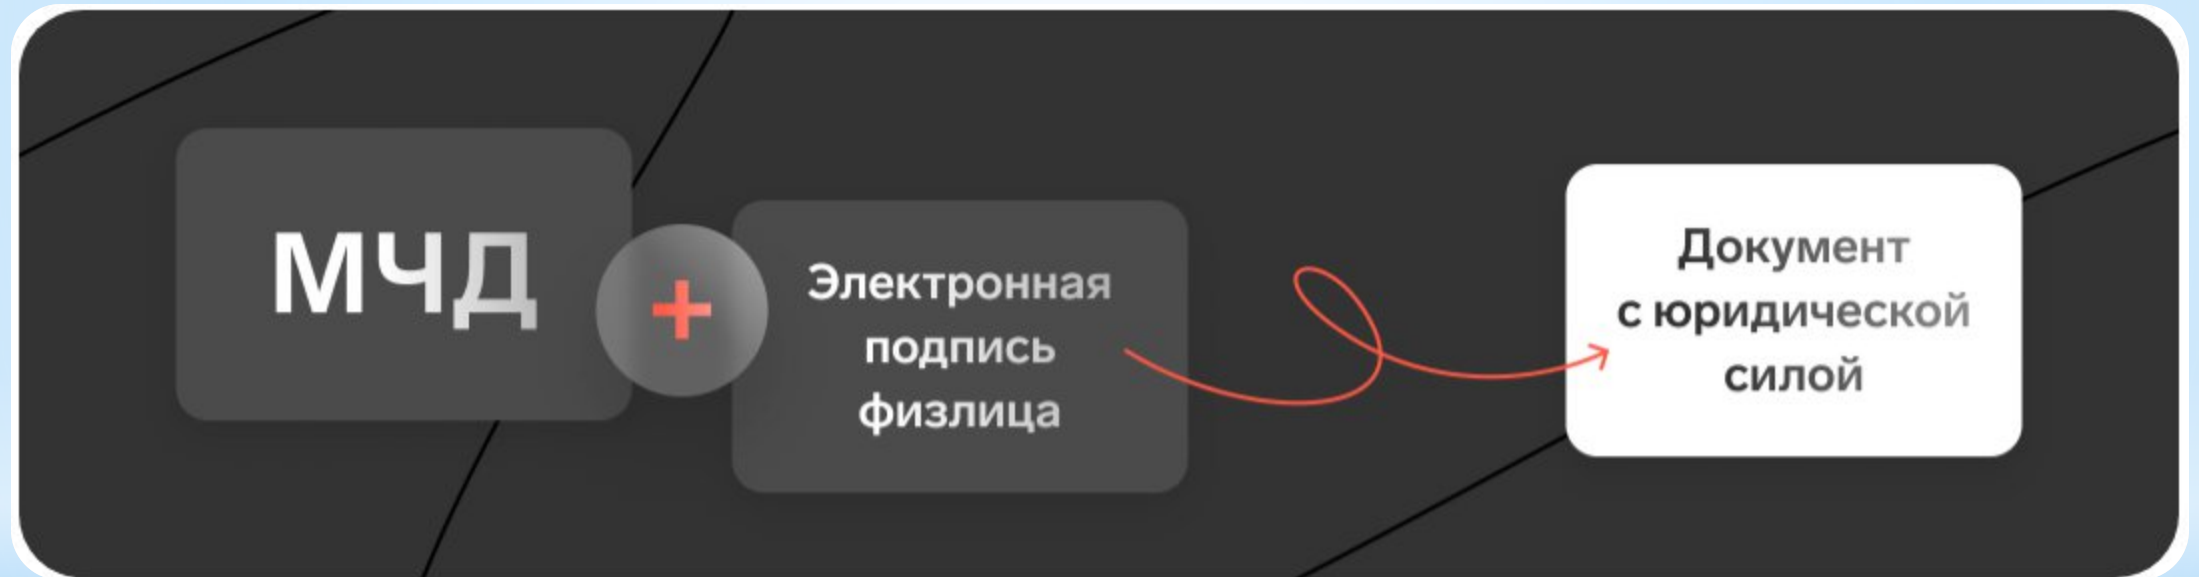 МЧД
+
Электронная
подпись
физлица
Документ
с юридической
силой